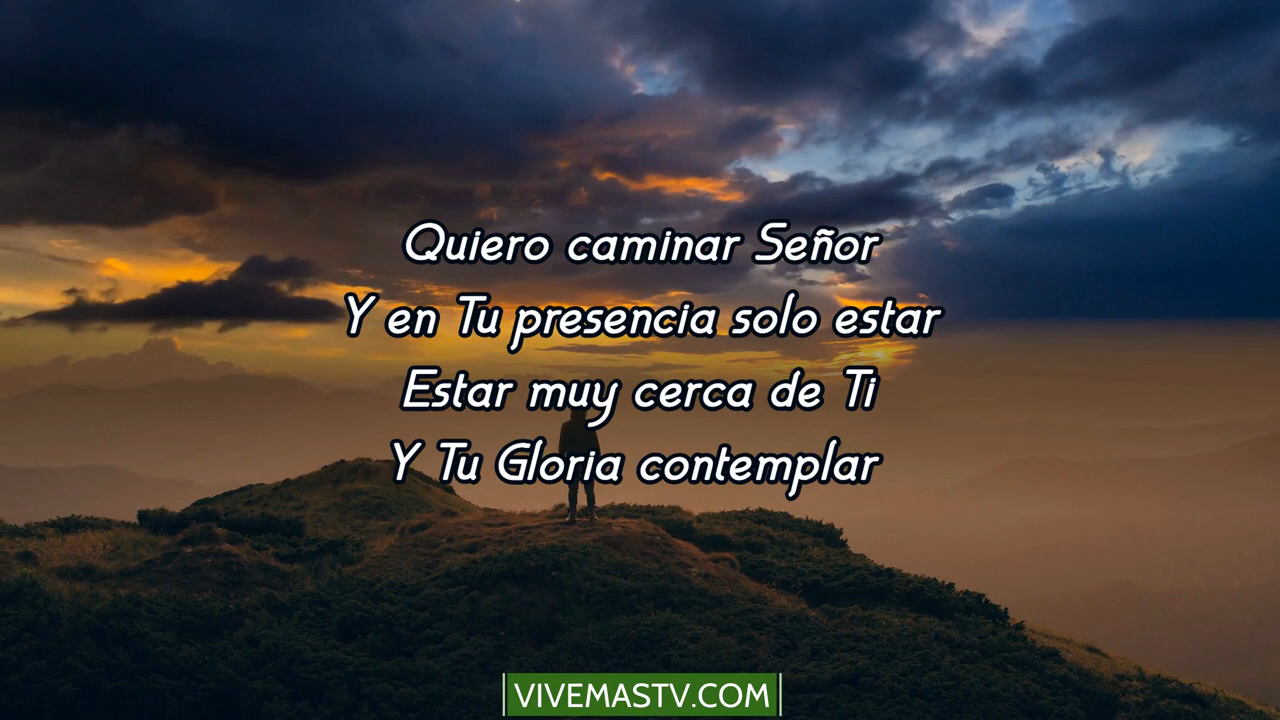 Quiero caminar Señor
Y en Tu presencia solo estar
Estar muy cerca de Ti
Y Tu Gloria contemplar
VIVEMASTV.COM